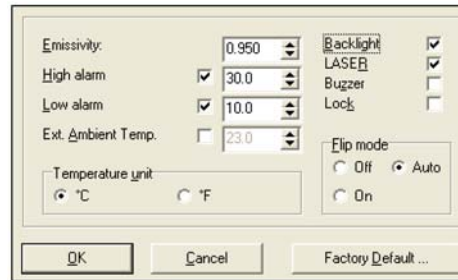 Emissivity: 0.950
High alarm 30.0
Low alarm 10.0
Ext. Ambient Temp. 23.0
Temperature unit
°C °F
Backlight
LASER
Buzzer
Lock
Flip mode
Off Auto
On
OK Cancel Factory Default ...